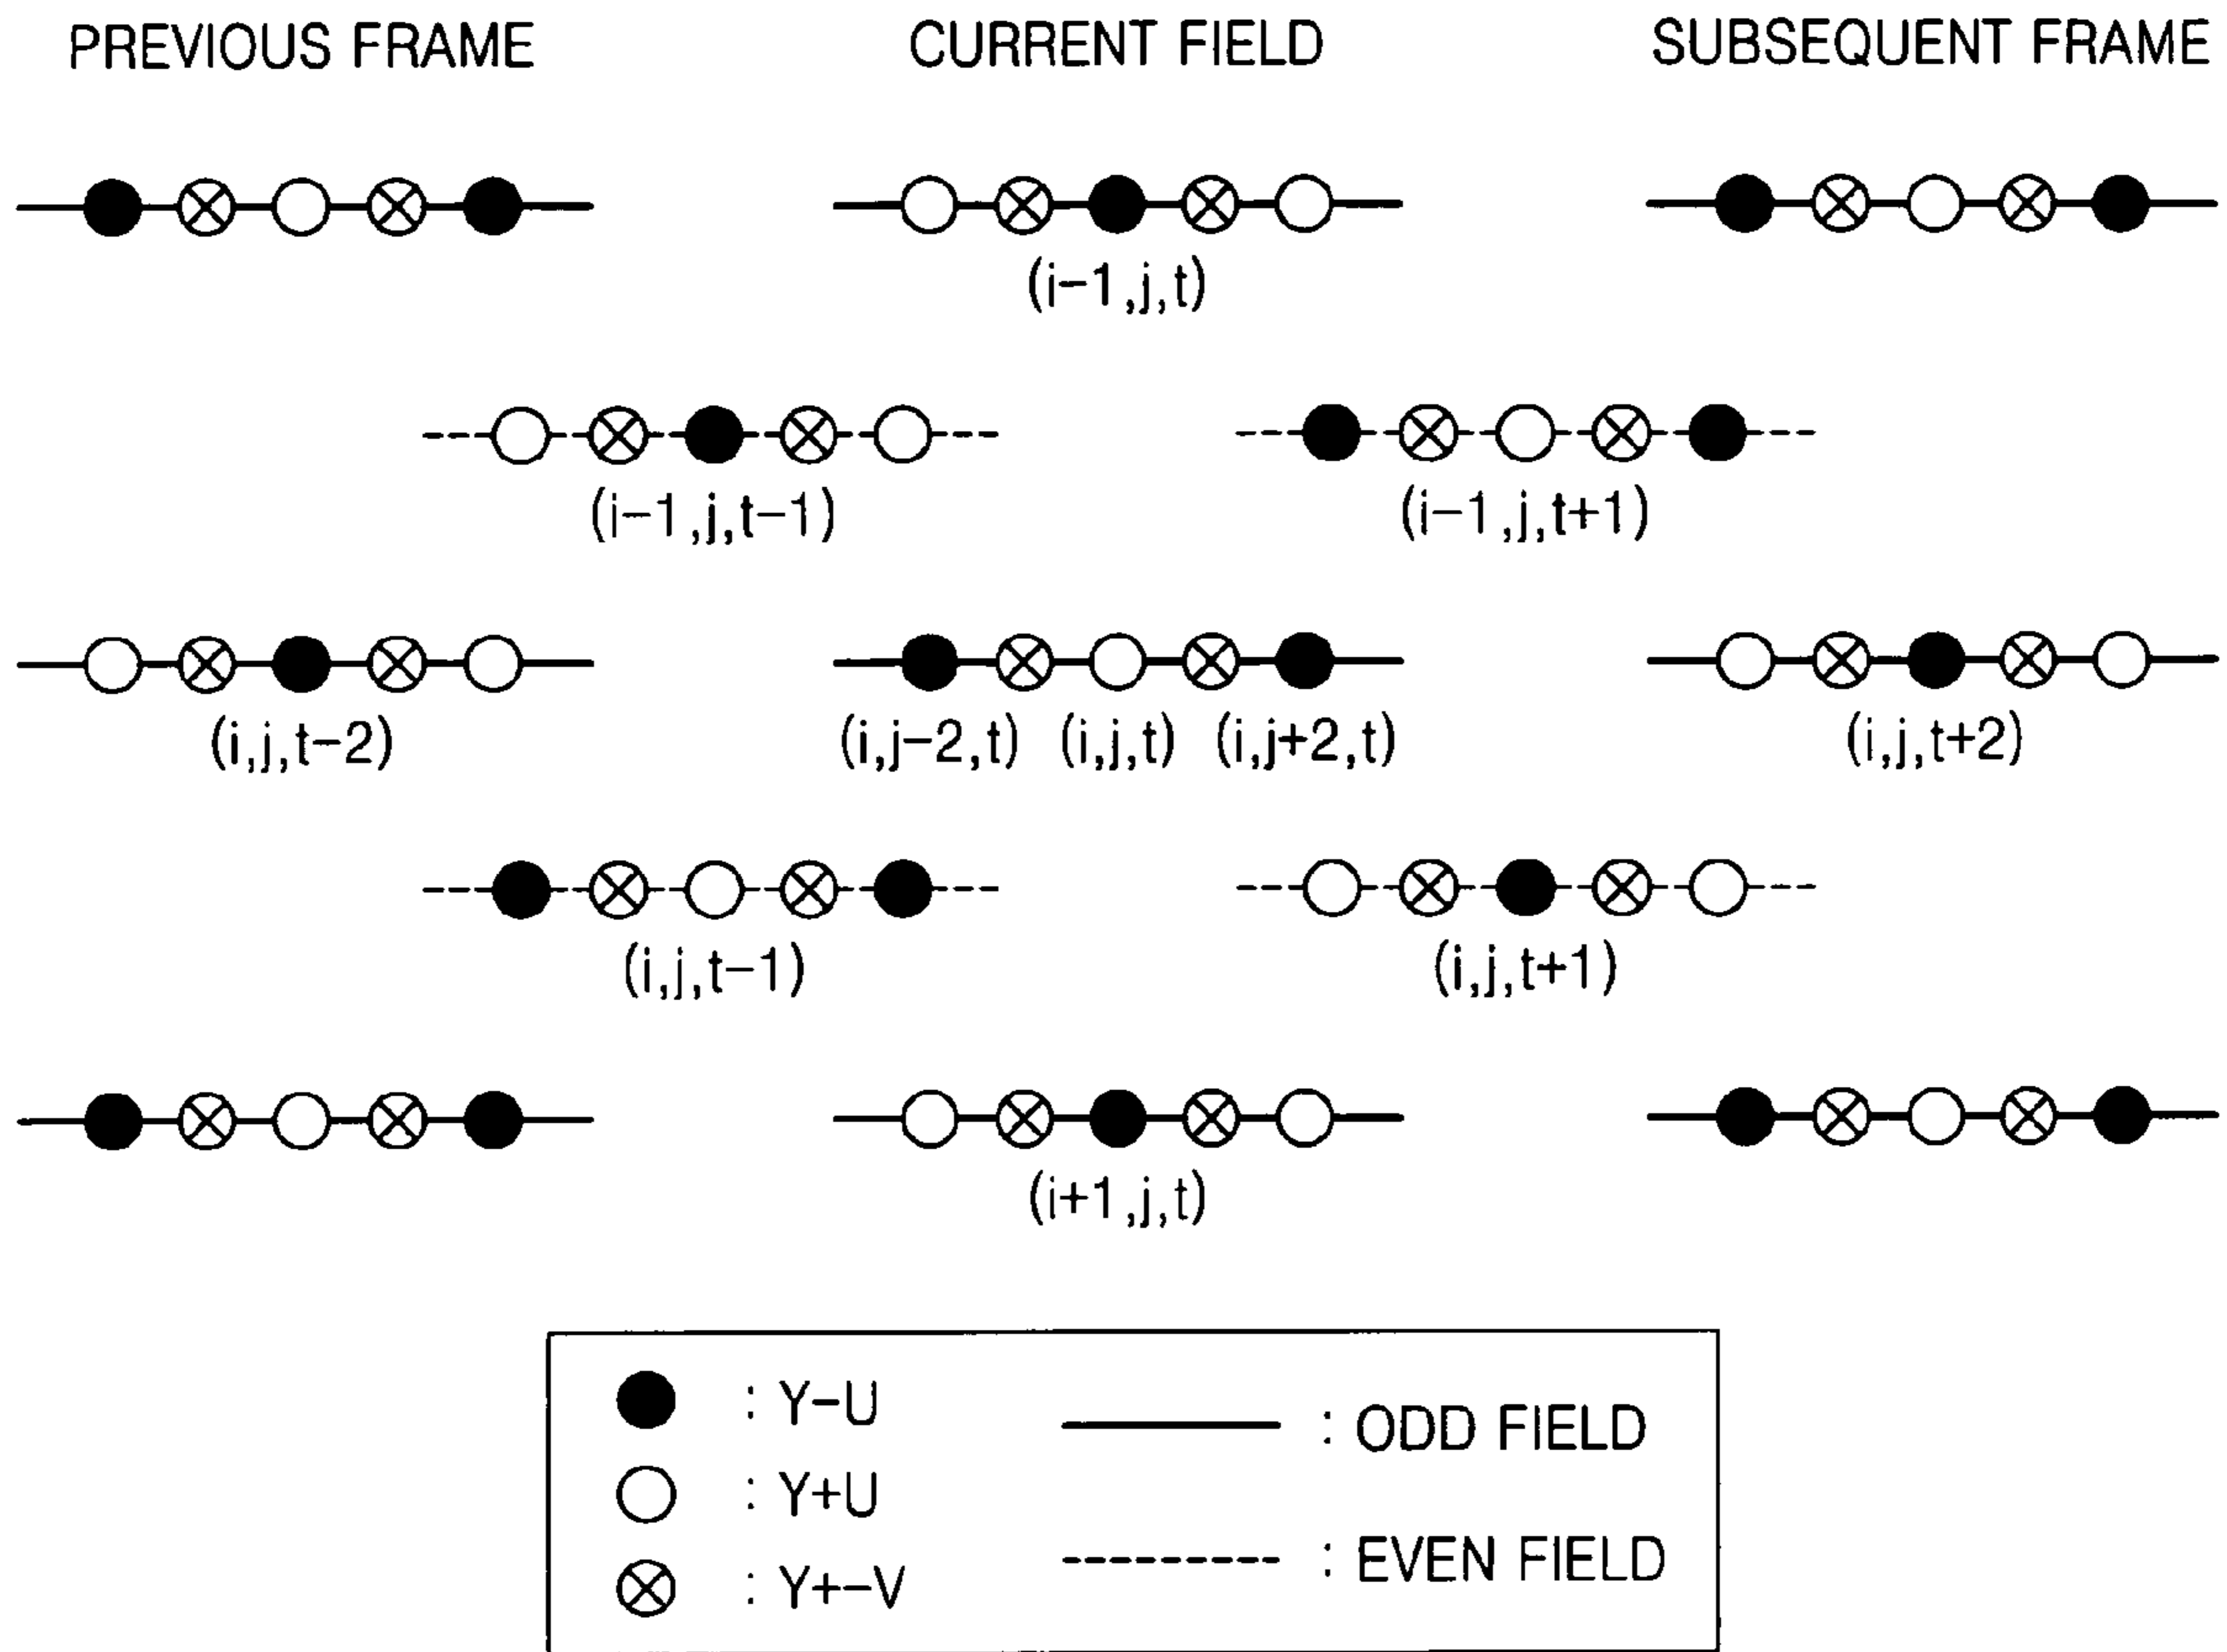 PREVIOUS FRAME
CURRENT FIELD
SUBSEQUENT FRAME
(i-1,j,t)
(i-1,j,t-1)
(i-1,j,t+1)
(i,j,t-2)
(i,j-2,t)
(i,j,t)
(i,j+2,t)
(i,j,t+2)
(i,j,t-1)
(i,j,t+1)
(i+1,j,t)
: Y-U
: ODD FIELD
: Y+U
: EVEN FIELD
: Y+-V